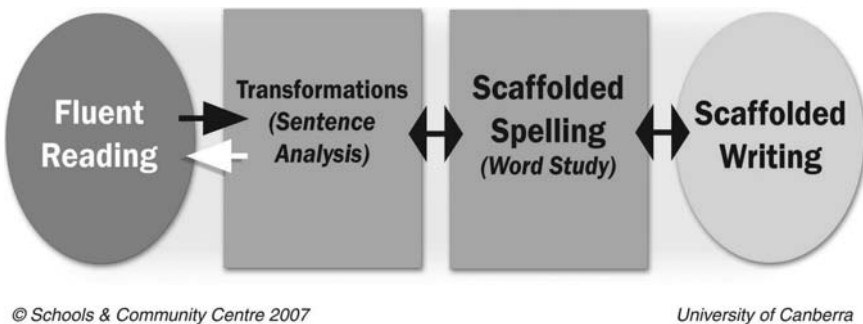 Fluent
Reading
Transformations
(Sentence
Analysis)
Scaffolded
Spelling
(Word Study)
Scaffolded
Writing
© Schools & Community Centre 2007
University of Canberra